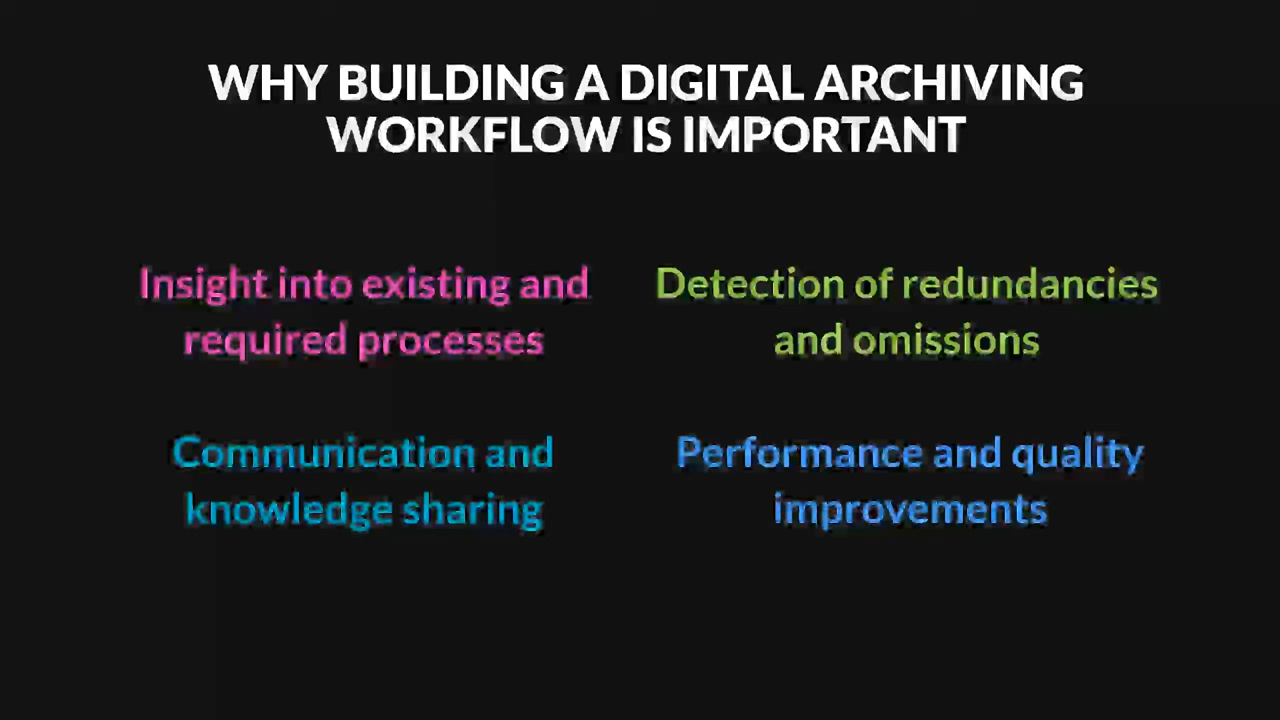 WHY BUILDING A DIGITAL ARCHIVING
WORKFLOW IS IMPORTANT
Insight into existing and
required processes
Detection of redundancies
and omissions
Communication and
knowledge sharing
Performance and quality
improvements